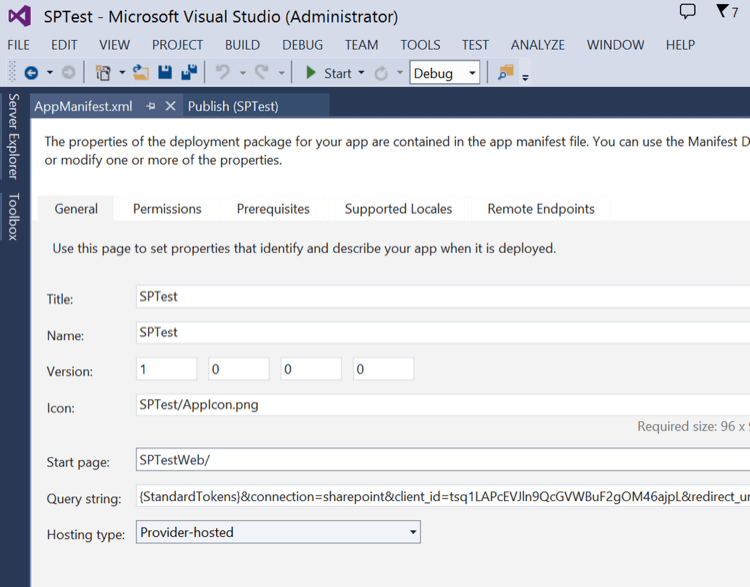 SPTest - Microsoft Visual Studio (Administrator)
7
FILE EDIT VIEW PROJECT BUILD DEBUG TEAM TOOLS TEST ANALYZE WINDOW HELP
Start Debug
Server Explorer
Toolbox
AppManifest.xml Publish (SPTest)
The properties of the deployment package for your app are contained in the app manifest file. You can use the Manifest D
or modify one or more of the properties.
General Permissions Prerequisites Supported Locales Remote Endpoints
Use this page to set properties that identify and describe your app when it is deployed.
Title: SPTest
Name: SPTest
Version: 1 0 0 0
Icon: SPTest/AppIcon.png
Required size: 96 x
Start page: SPTestWeb/
Query string: {StandardTokens}&connection=sharepoint&client_id=tsq1LAPcEVJln9QcGVWBuF2gOM46ajpL&redirect_ur
Hosting type: Provider-hosted